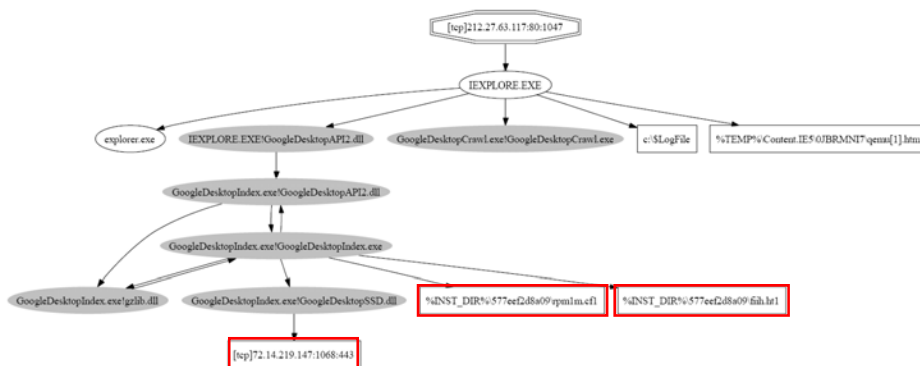 [tcp]212.27.63.117:80:1047
IEXPLORE.EXE
explorer.exe
IEXPLORE.EXE!GoogleDesktopAPI2.dll
GoogleDesktopCrawl.exe!GoogleDesktopCrawl.exe
c:\$LogFile
%TEMP%\Content.IE5\0JBRMNI7\qemu[1].htm
GoogleDesktopIndex.exe!GoogleDesktopAPI2.dll
GoogleDesktopIndex.exe!GoogleDesktopIndex.exe
GoogleDesktopIndex.exe!gzlib.dll
GoogleDesktopIndex.exe!GoogleDesktopSSD.dll
%INST_DIR%\577eef2d8a09\rpm1m.cf1
%INST_DIR%\577eef2d8a09\fiih.ht1
[tcp]72.14.219.147:1068:443